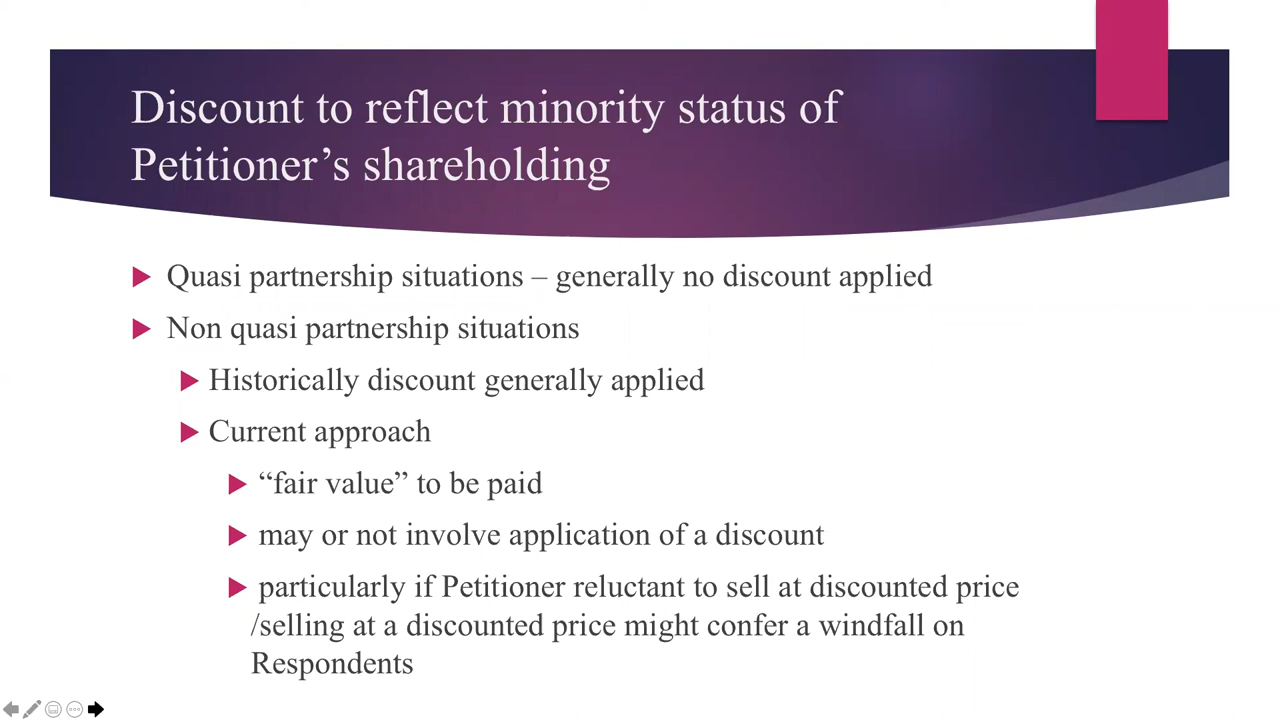 Discount to reflect minority status of
Petitioner’s shareholding
Quasi partnership situations – generally no discount applied
Non quasi partnership situations
Historically discount generally applied
Current approach
“fair value” to be paid
may or not involve application of a discount
particularly if Petitioner reluctant to sell at discounted price
/selling at a discounted price might confer a windfall on
Respondents